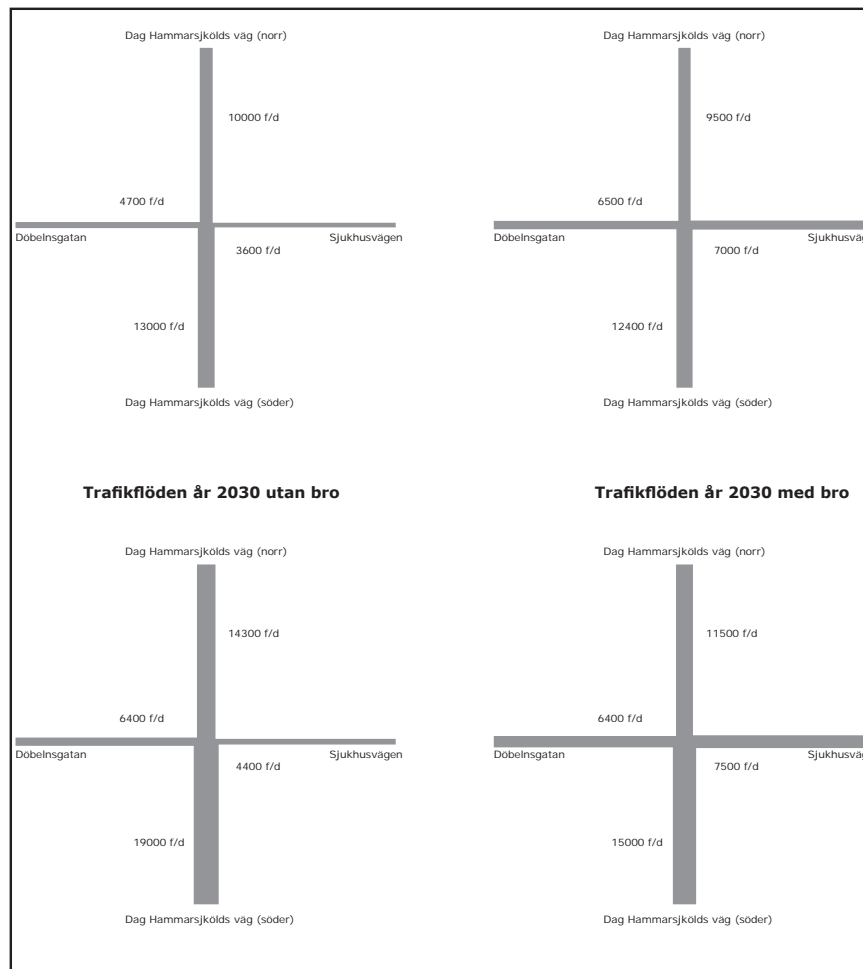 Dag Hammarsjkölds väg (norr)
10000 f/d
4700 f/d
Döbelnsgatan
Sjukhusvägen
3600 f/d
13000 f/d
Dag Hammarsjkölds väg (söder)
Dag Hammarsjkölds väg (norr)
9500 f/d
6500 f/d
Döbelnsgatan
Sjukhusväg
7000 f/d
12400 f/d
Dag Hammarsjkölds väg (söder)
Trafikflöden år 2030 utan bro
Dag Hammarsjkölds väg (norr)
14300 f/d
6400 f/d
Döbelnsgatan
Sjukhusvägen
4400 f/d
19000 f/d
Dag Hammarsjkölds väg (söder)
Trafikflöden år 2030 med bro
Dag Hammarsjkölds väg (norr)
11500 f/d
6400 f/d
Döbelnsgatan
Sjukhusväg
7500 f/d
15000 f/d
Dag Hammarsjkölds väg (söder)